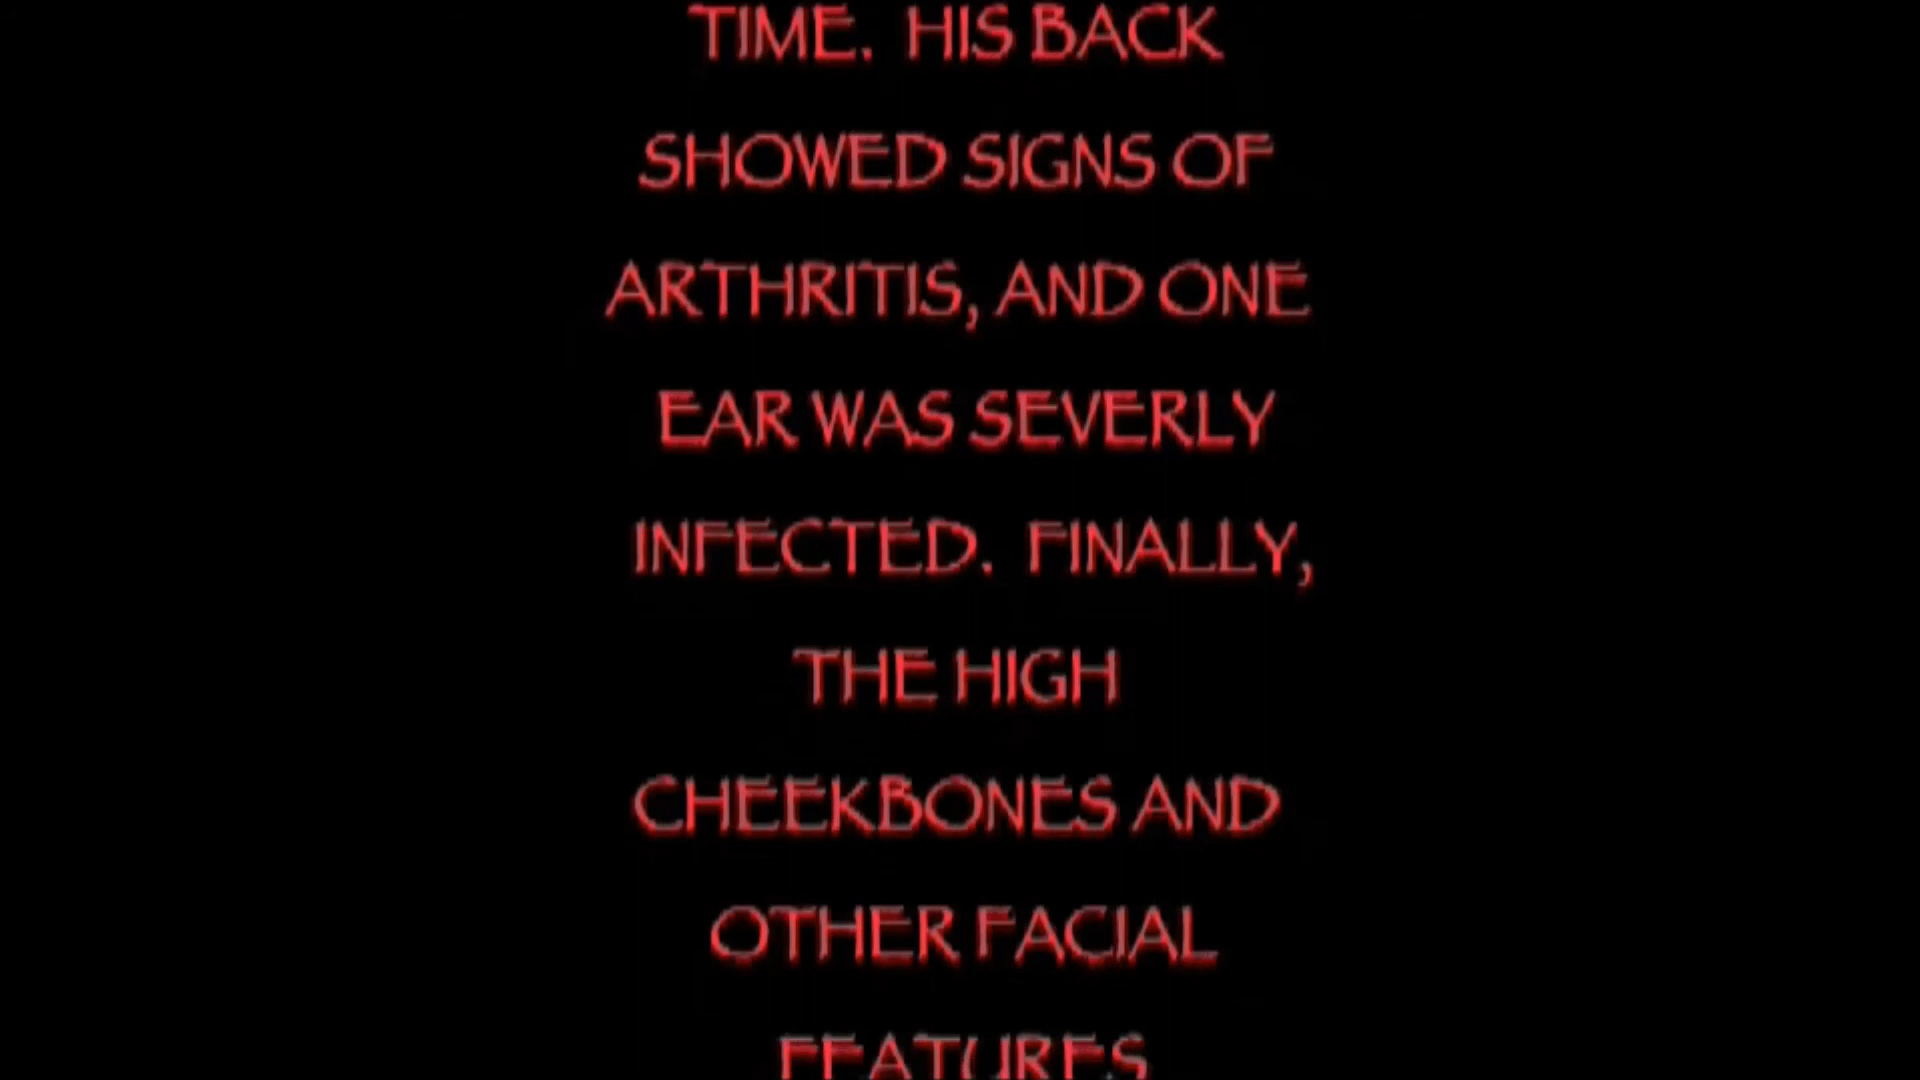 TIME.  HIS BACK
SHOWED SIGNS OF
ARTHRITIS, AND ONE
EAR WAS SEVERLY
INFECTED.  FINALLY,
THE HIGH
CHEEKBONES AND
OTHER FACIAL
FEATURES